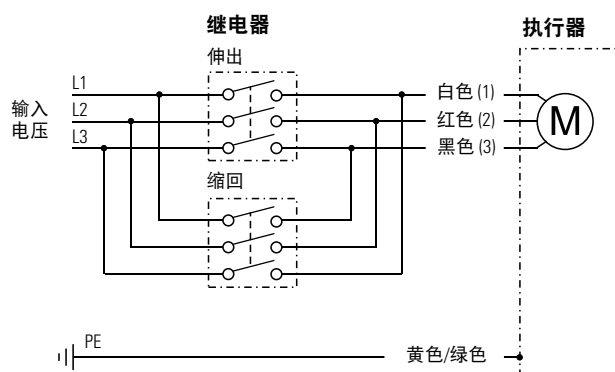 继电器
执行器
伸出
输入
电压
L1
L2
L3
白色 (1)
红色 (2)
黑色 (3)
M
缩回
PE
黄色/绿色